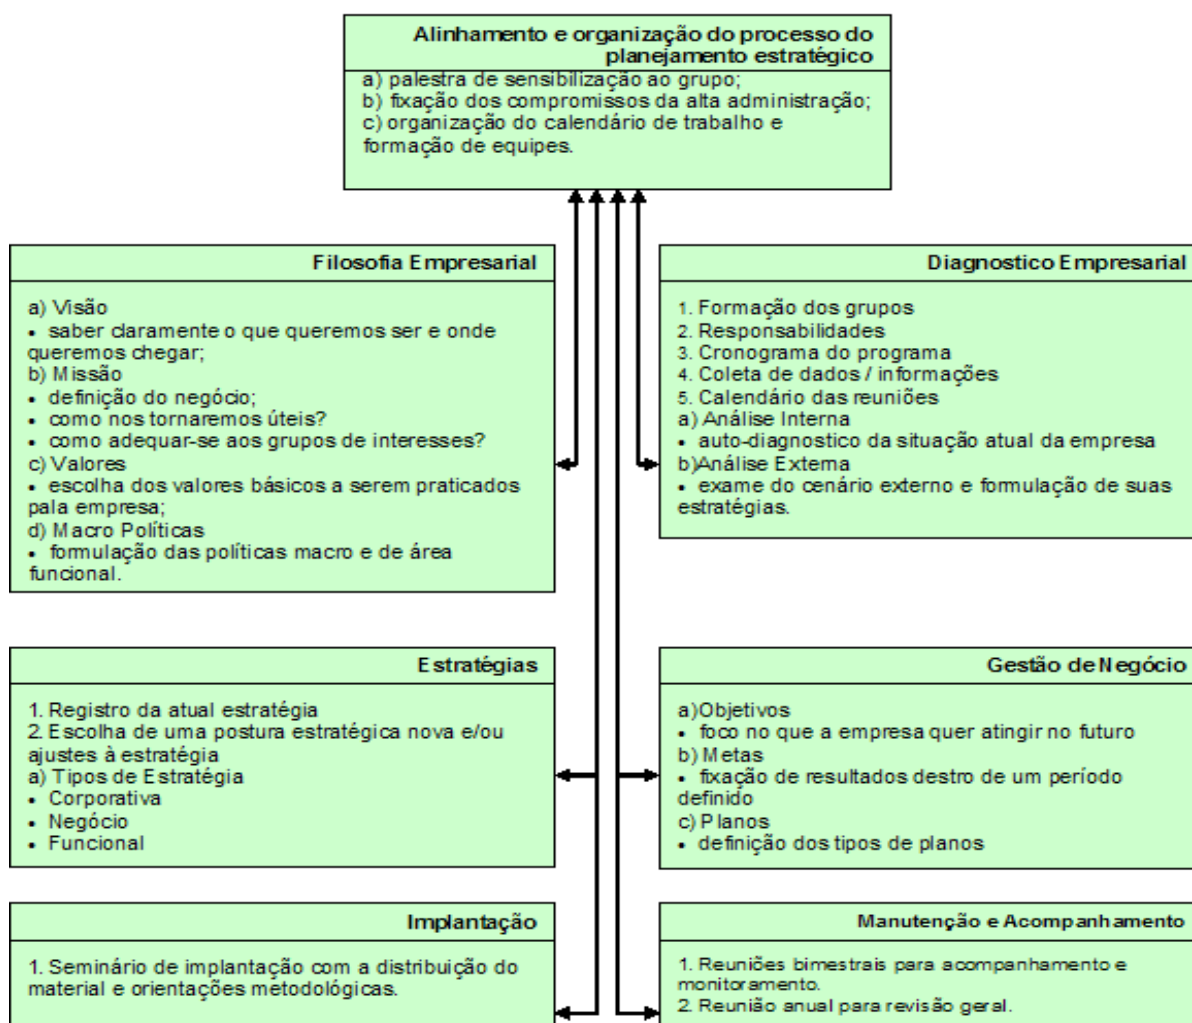 Alinhamento e organização do processo do
planejamento estratégico
a) palestra de sensibilização ao grupo;
b) fixação dos compromissos da alta administração;
c) organização do calendário de trabalho e
formação de equipes.
Filosofia Empresarial
a) Visão
• saber claramente o que queremos ser e onde
queremos chegar;
b) Missão
• definição do negócio;
• como nos tornaremos úteis?
• como adequar-se aos grupos de interesses?
c) Valores
• escolha dos valores básicos a serem praticados
pala empresa;
d) Macro Políticas
• formulação das políticas macro e de área
funcional.
Diagnostico Empresarial
1. Formação dos grupos
2. Responsabilidades
3. Cronograma do programa
4. Coleta de dados / informações
5. Calendário das reuniões
a) Análise Interna
• auto-diagnostico da situação atual da empresa
b)Análise Externa
• exame do cenário externo e formulação de suas
estratégias.
Estratégias
1. Registro da atual estratégia
2. Escolha de uma postura estratégica nova e/ou
ajustes à estratégia
a) Tipos de Estratégia
• Corporativa
• Negócio
• Funcional
Gestão de Negócio
a)Objetivos
• foco no que a empresa quer atingir no futuro
b) Metas
• fixação de resultados destro de um período
definido
c) Planos
• definição dos tipos de planos
Implantação
1. Seminário de implantação com a distribuição do
material e orientações metodológicas.
Manutenção e Acompanhamento
1. Reuniões bimestrais para acompanhamento e
monitoramento.
2. Reunião anual para revisão geral.